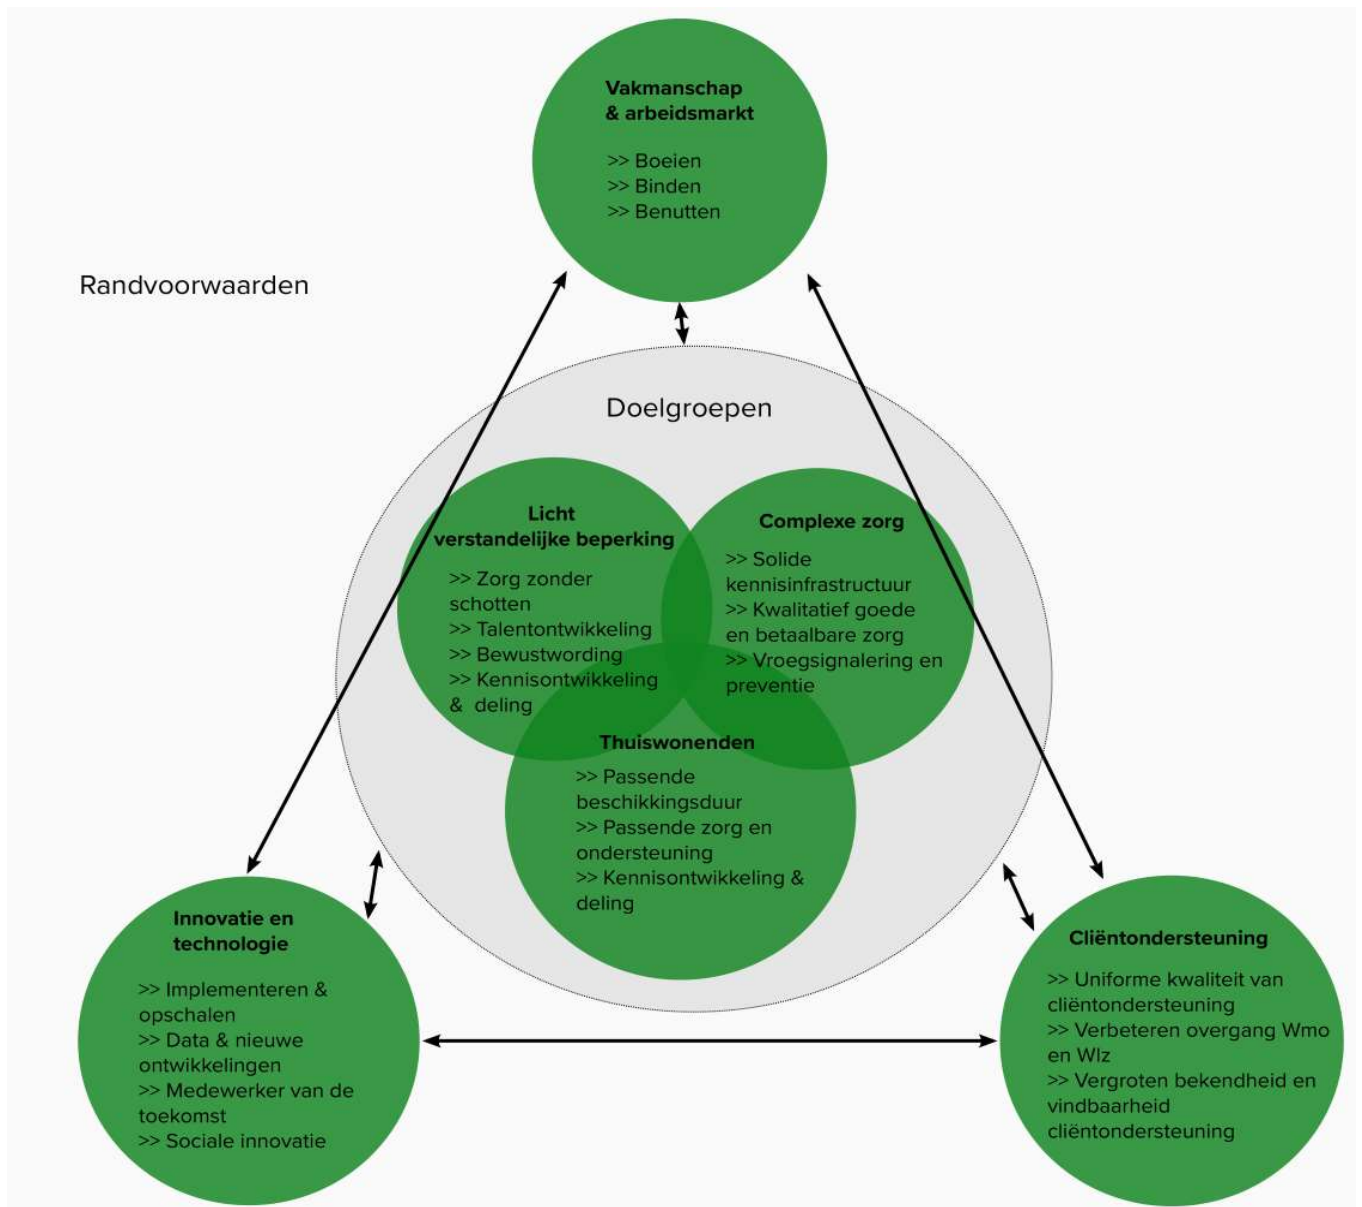 Vakmanschap
& arbeidsmarkt
>> Boeien
>> Binden
>> Benutten
Randvoorwaarden
Doelgroepen
Licht
verstandelijke beperking
>> Zorg zonder
schotten
>> Talentontwikkeling
>> Bewustwording
>> Kennisontwikkeling
& deling
Complexe zorg
>> Solide
kennisinfrastructuur
>> Kwalitatief goede
en betaalbare zorg
>> Vroegsignalering en
preventie
Thuiswonenden
>> Passende
beschikkingsduur
>> Passende zorg en
ondersteuning
>> Kennisontwikkeling &
deling
Innovatie en
technologie
>> Implementeren &
opschalen
>> Data & nieuwe
ontwikkelingen
>> Medewerker van de
toekomst
>> Sociale innovatie
Cliëntondersteuning
>> Uniforme kwaliteit van
cliëntondersteuning
>> Verbeteren overgang Wmo
en Wlz
>> Vergroten bekendheid en
vindbaarheid
cliëntondersteuning